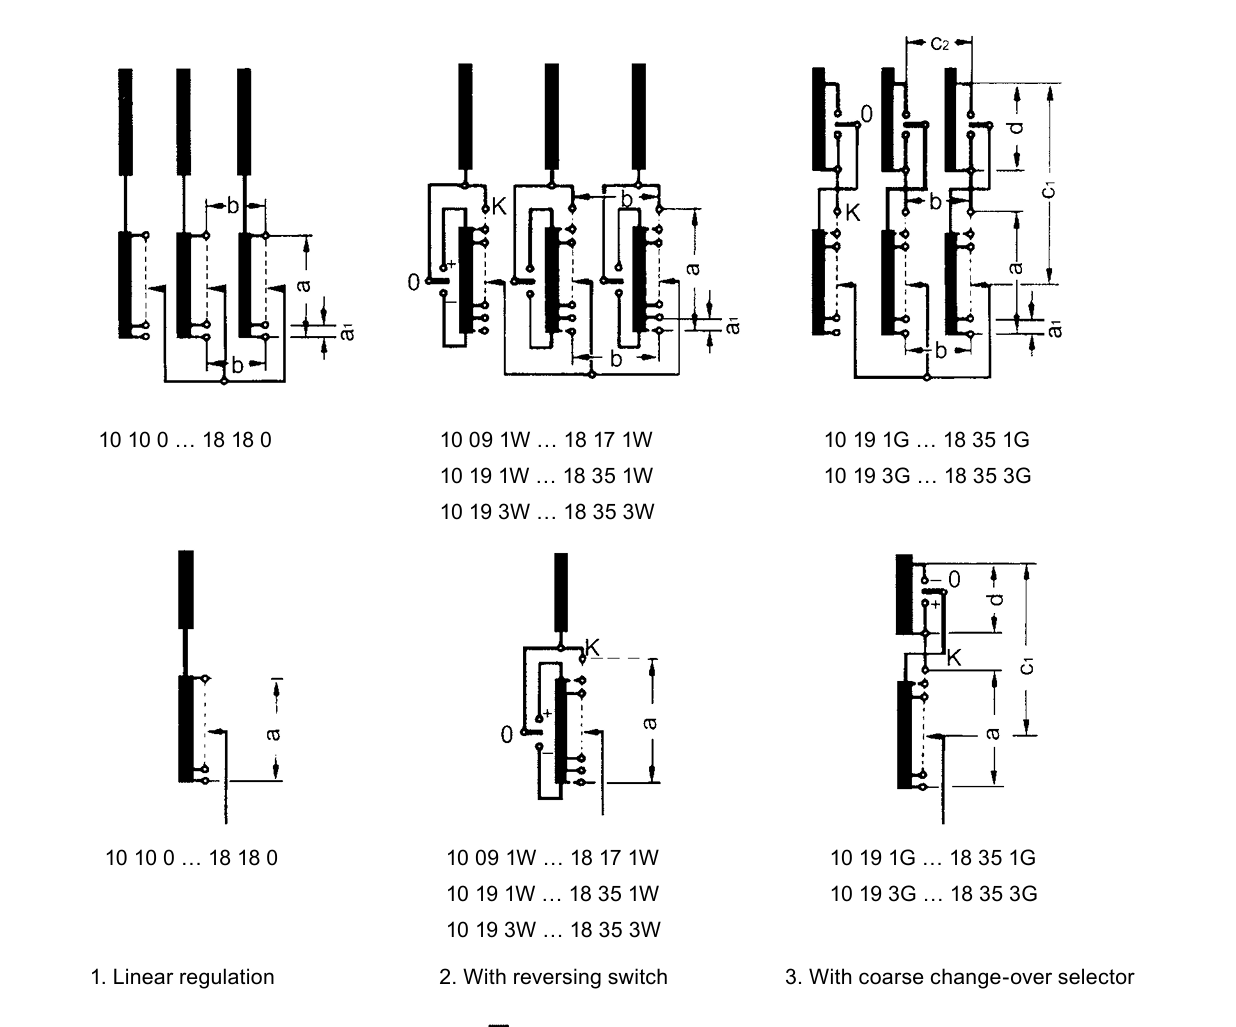 C2
0
d
C1
b
K
b
a
a1
b
K
b
+
0
–
a
a1
b
K
b
a
a1
b
10 10 0 … 18 18 0
10 09 1W … 18 17 1W
10 19 1G … 18 35 1G
10 19 1W … 18 35 1W
10 19 3G … 18 35 3G
10 19 3W … 18 35 3W
– 0
+
d
C1
K
K
a
+
0
–
a
a
10 10 0 … 18 18 0
10 09 1W … 18 17 1W
10 19 1G … 18 35 1G
10 19 1W … 18 35 1W
10 19 3G … 18 35 3G
10 19 3W … 18 35 3W
1. Linear regulation
2. With reversing switch
3. With coarse change-over selector